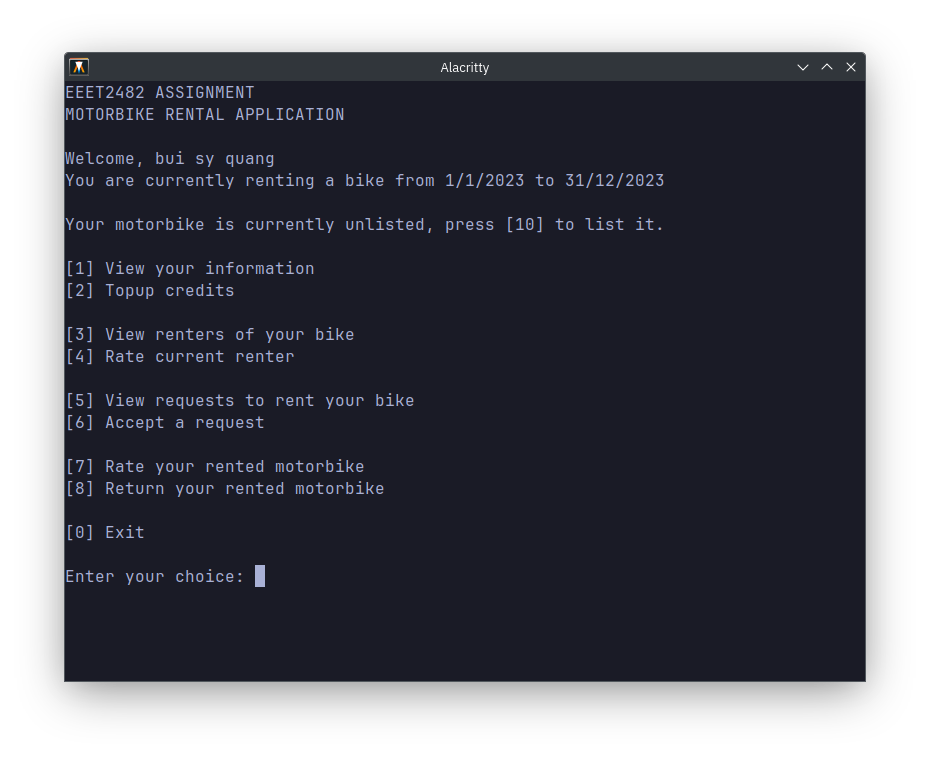 Alacritty
EEET2482 ASSIGNMENT
MOTORBIKE RENTAL APPLICATION
Welcome, bui sy quang
You are currently renting a bike from 1/1/2023 to 31/12/2023
Your motorbike is currently unlisted, press [10] to list it.
[1] View your information
[2] Topup credits
[3] View renters of your bike
[4] Rate current renter
[5] View requests to rent your bike
[6] Accept a request
[7] Rate your rented motorbike
[8] Return your rented motorbike
[0] Exit
Enter your choice: